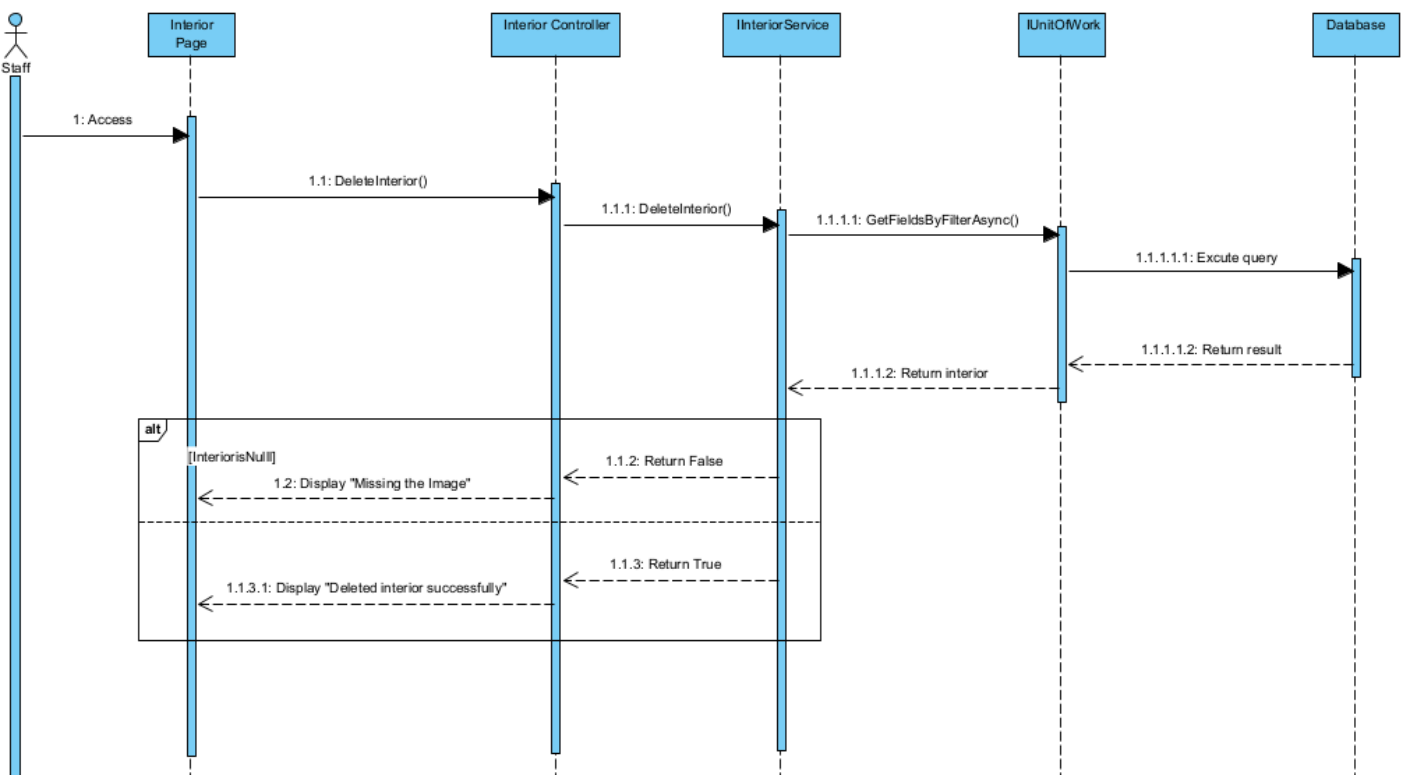 Interior
Page
Interior Controller
IInteriorService
IUnitOfWork
Database
Staff
1: Access
1.1: DeleteInterior()
1.1.1: DeleteInterior()
1.1.1.1: GetFieldsByFilterAsync()
1.1.1.1.1: Excute query
1.1.1.1.2: Return result
1.1.1.2: Return interior
alt
[InteriorisNulll]
1.1.2: Return False
1.2: Display "Missing the Image"
1.1.3: Return True
1.1.3.1: Display "Deleted interior successfully"